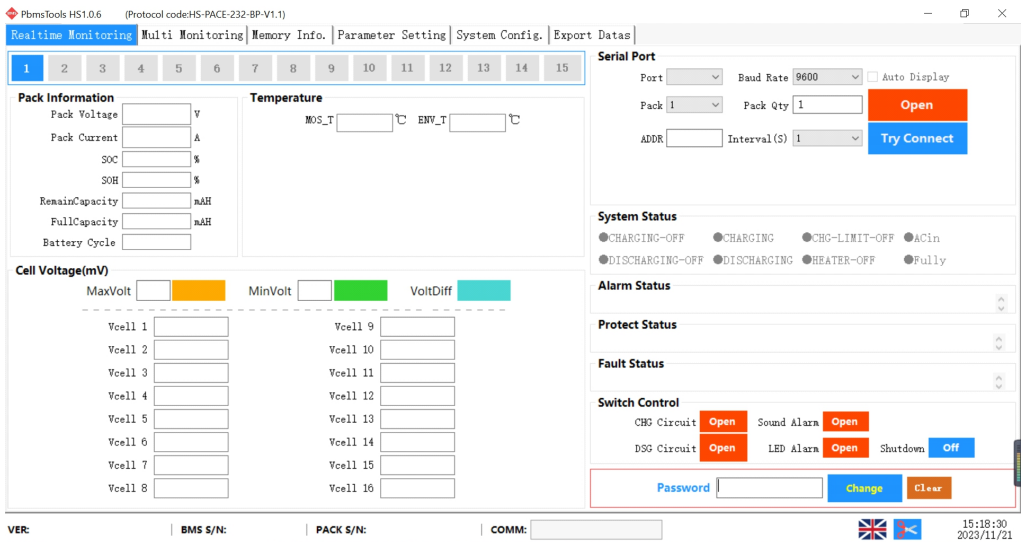 PbmsTools HS1.0.6 (Protocol code:HS-PACE-232-BP-V1.1)
Realtime Monitoring Multi Monitoring Memory Info. Parameter Setting System Config. Export Datas
1 2 3 4 5 6 7 8 9 10 11 12 13 14 15
Pack Information
Pack Voltage V
Pack Current A
SOC %
SOH %
RemainCapacity mAH
FullCapacity mAH
Battery Cycle
Temperature
MOS_T ℃ ENV_T ℃
Cell Voltage(mV)
MaxVolt MinVolt VoltDiff
Vcell 1 Vcell 9
Vcell 2 Vcell 10
Vcell 3 Vcell 11
Vcell 4 Vcell 12
Vcell 5 Vcell 13
Vcell 6 Vcell 14
Vcell 7 Vcell 15
Vcell 8 Vcell 16
Serial Port
Port Baud Rate 9600 Auto Display
Pack 1 Pack Qty 1 Open
ADDR Interval(S) 1 Try Connect
System Status
CHARGING-OFF CHARGING CHG-LIMIT-OFF ACin
DISCHARGING-OFF DISCHARGING HEATER-OFF Fully
Alarm Status
Protect Status
Fault Status
Switch Control
CHG Circuit Open Sound Alarm Open
DSG Circuit Open LED Alarm Open Shutdown Off
Password Change Clear
VER: BMS S/N: PACK S/N: COMM: 15:18:30
2023/11/21